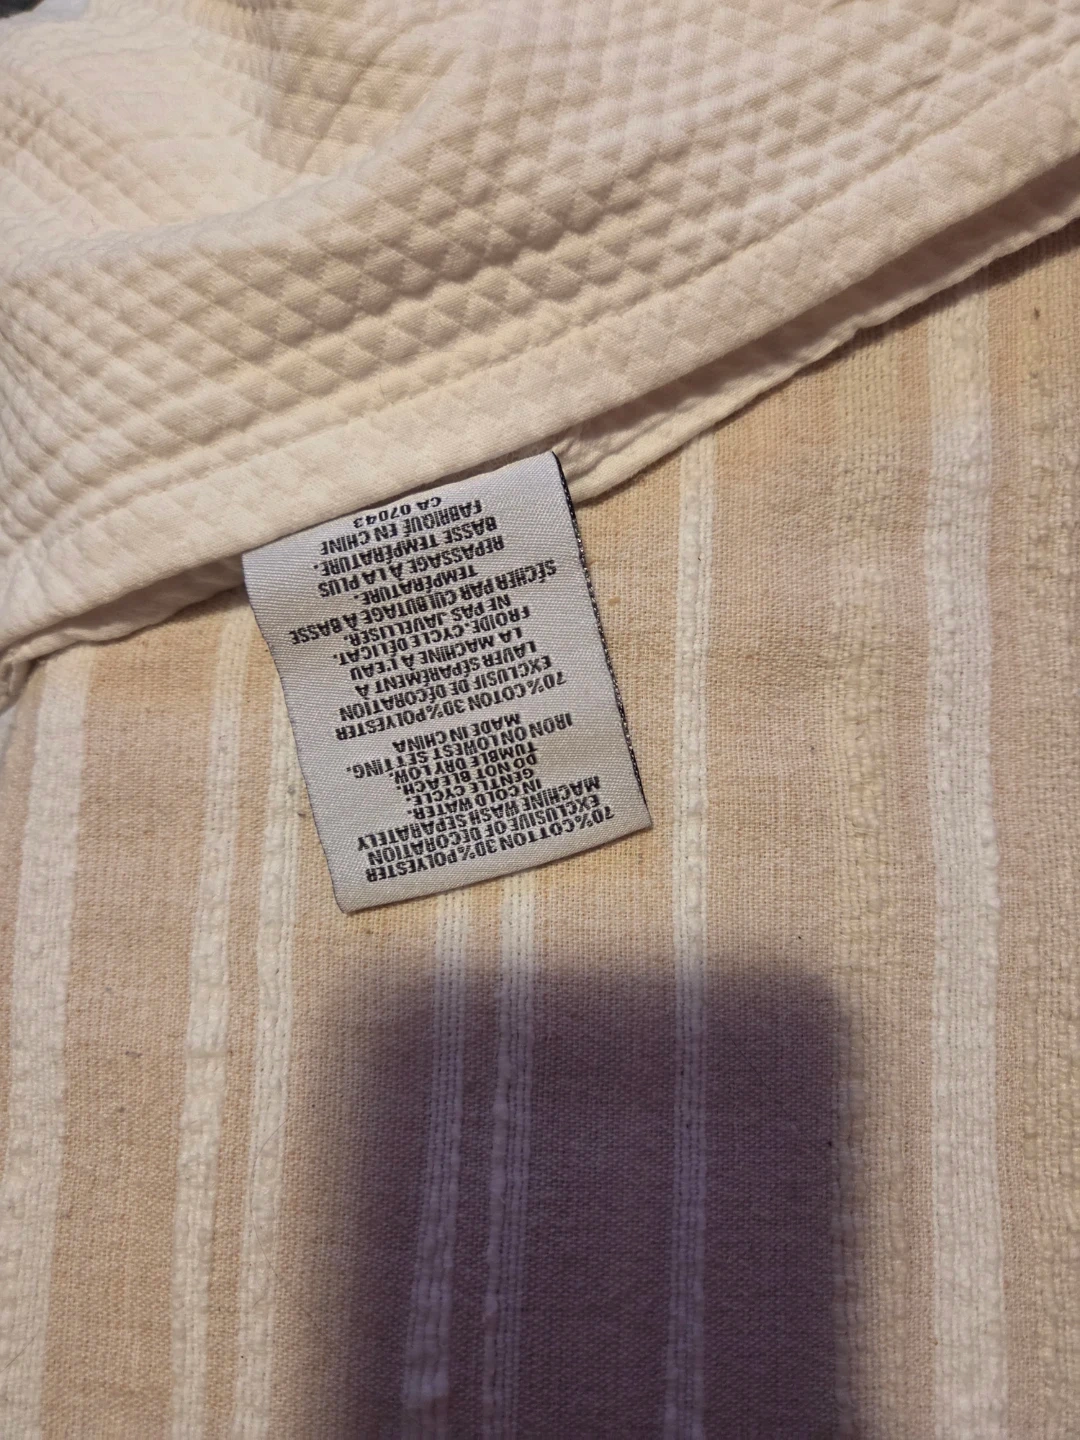 70%COTTON 30%POLYESTER
EXCLUSIVE OF DECORATION
MACHINE WASH SEPARATELY
IN COLD WATER.
GENTLE CYCLE.
DO NOT BLEACH.
TUMBLE DRY LOW.
IRON ON LOWEST SETTING.
MADE IN CHINA
70%COTON 30%POLYESTER
EXCLUSIF DE DÉCORATION
LAVER SÉPARÉMENT À
LA MACHINE À L'EAU
FROIDE.CYCLE DÉLICAT.
NE PAS JAVELLISER.
SÉCHER PAR CULBUTAGE À BASSE
TEMPÉRATURE.
REPASSAGE À LA PLUS
BASSE TEMPÉRATURE.
FABRIQUÉ EN CHINE
CA 07043